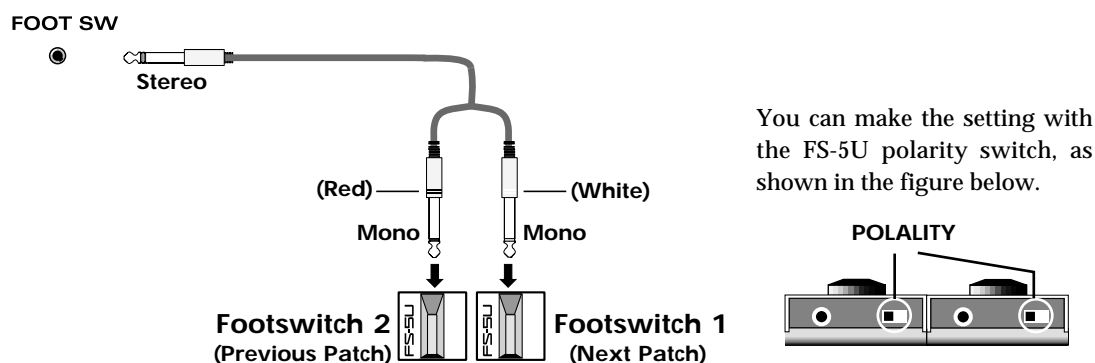 FOOT SW
Stereo
(Red)
(White)
Mono
Mono
FS-5U
FS-5U
Footswitch 2
(Previous Patch)
Footswitch 1
(Next Patch)
You can make the setting with
the FS-5U polarity switch, as
shown in the figure below.
POLALITY